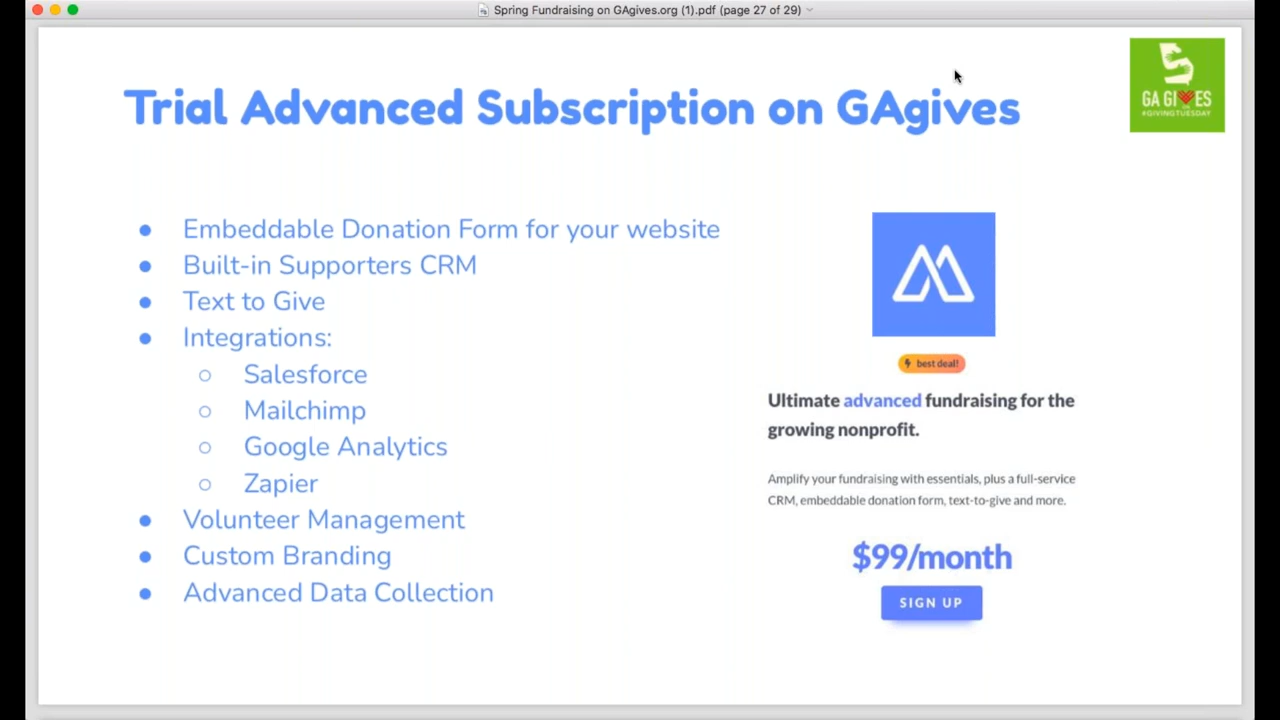 Spring Fundraising on GAgives.org (1).pdf (page 27 of 29)
Trial Advanced Subscription on GAgives
GA GIVES
ON
#GIVINGTUESDAY
● Embeddable Donation Form for your website
● Built-in Supporters CRM
● Text to Give
● Integrations:
○ Salesforce
○ Mailchimp
○ Google Analytics
○ Zapier
● Volunteer Management
● Custom Branding
● Advanced Data Collection
best deal!
Ultimate advanced fundraising for the
growing nonprofit.
Amplify your fundraising with essentials, plus a full-service
CRM, embeddable donation form, text-to-give and more.
$99/month
SIGN UP